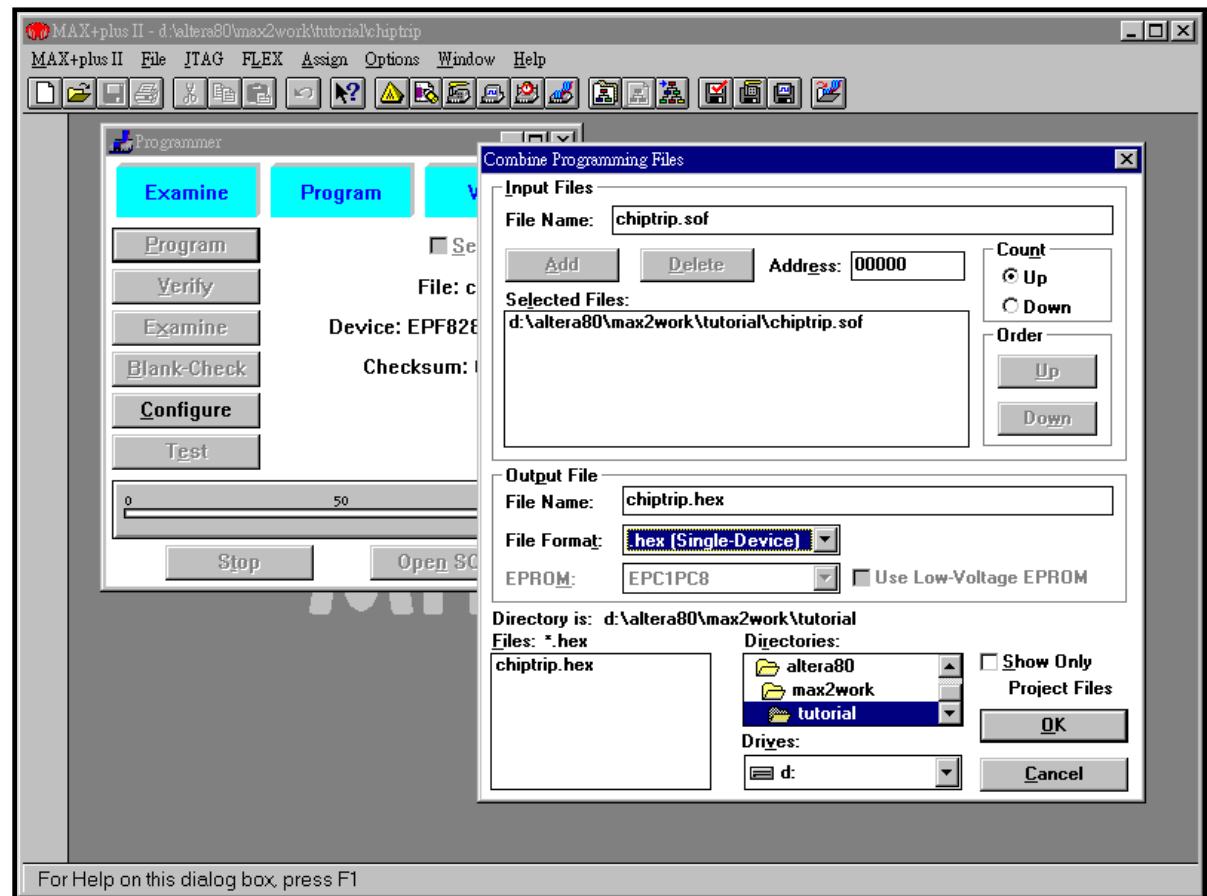 MAX+plus II - d:\altera80\max2work\tutorial\chiptrip
MAX+plus II File JTAG FLEX Assign Options Window Help
Programmer
Examine Program V
Program
Se
Verify
File: c
Examine
Device: EPF828
Blank-Check
Checksum:
Configure
Test
0 50
Stop Open SO
Combine Programming Files
Input Files
File Name: chiptrip.sof
Add Delete Address: 00000
Count
Up
Down
Selected Files:
d:\altera80\max2work\tutorial\chiptrip.sof
Order
Up
Down
Output File
File Name: chiptrip.hex
File Format: .hex (Single-Device)
EPROM: EPC1PC8 Use Low-Voltage EPROM
Directory is: d:\altera80\max2work\tutorial
Files: *.hex
chiptrip.hex
Directories:
altera80
max2work
tutorial
Drives:
d:
Show Only
Project Files
OK
Cancel
For Help on this dialog box, press F1